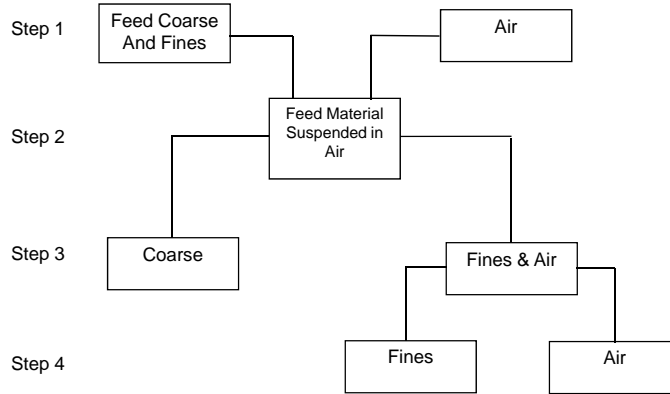 Step 1
Feed Coarse
And Fines
Air
Step 2
Feed Material
Suspended in
Air
Step 3
Coarse
Fines & Air
Step 4
Fines
Air